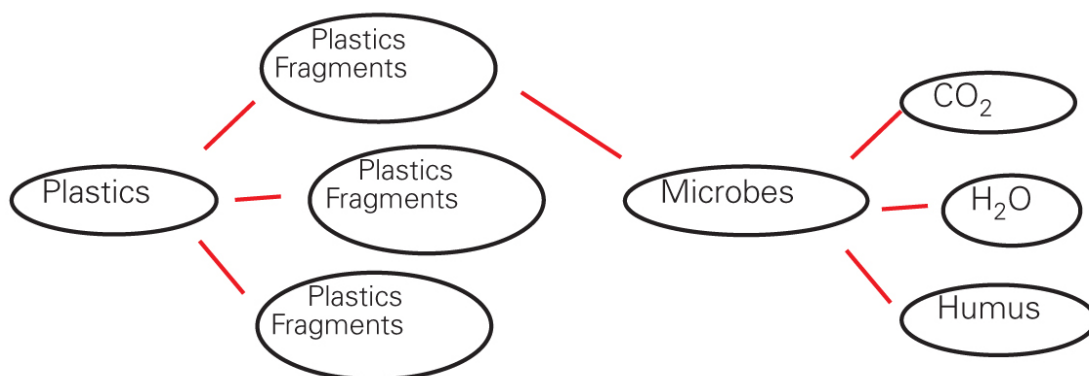 Plastics
Plastics
Fragments
Plastics
Fragments
Plastics
Fragments
Microbes
CO₂
H₂O
Humus